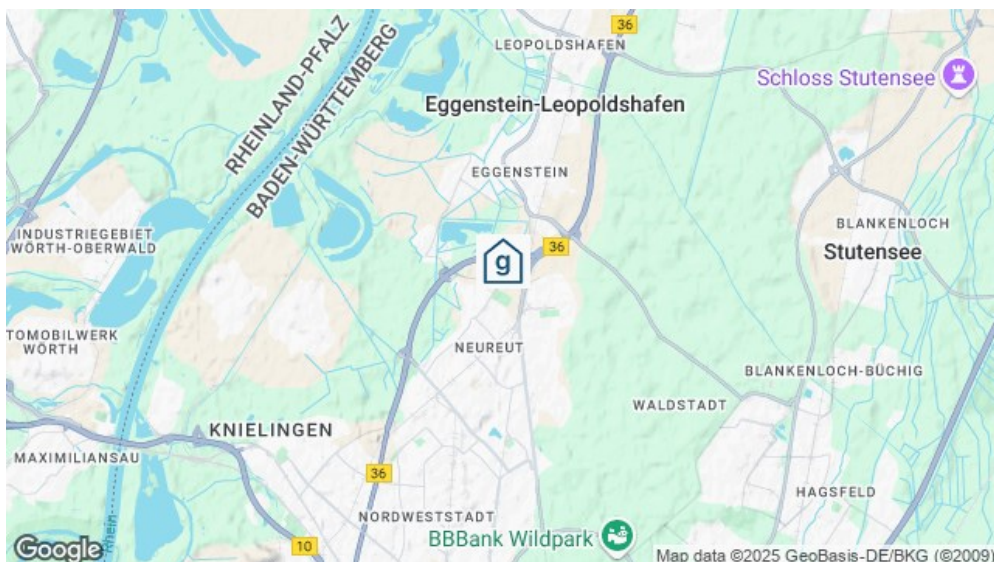 36
LEOPOLDSHAFEN
Schloss Stutensee
RHEINLAND-PFALZ
BADEN-WÜRTTEMBERG
Eggenstein-Leopoldshafen
EGGENSTEIN
INDUSTRIEGEBIET
WÖRTH-OBERWALD
BLANKENLOCH
36
g
Stutensee
TOMOBILWERK
WÖRTH
NEUREUT
BLANKENLOCH-BÜCHIG
WALDSTADT
KNIELINGEN
MAXIMILIANSAU
36
HAGSFELD
Rhein
NORDWESTSTADT
10
BBBank Wildpark
Google
Map data ©2025 GeoBasis-DE/BKG (©2009)